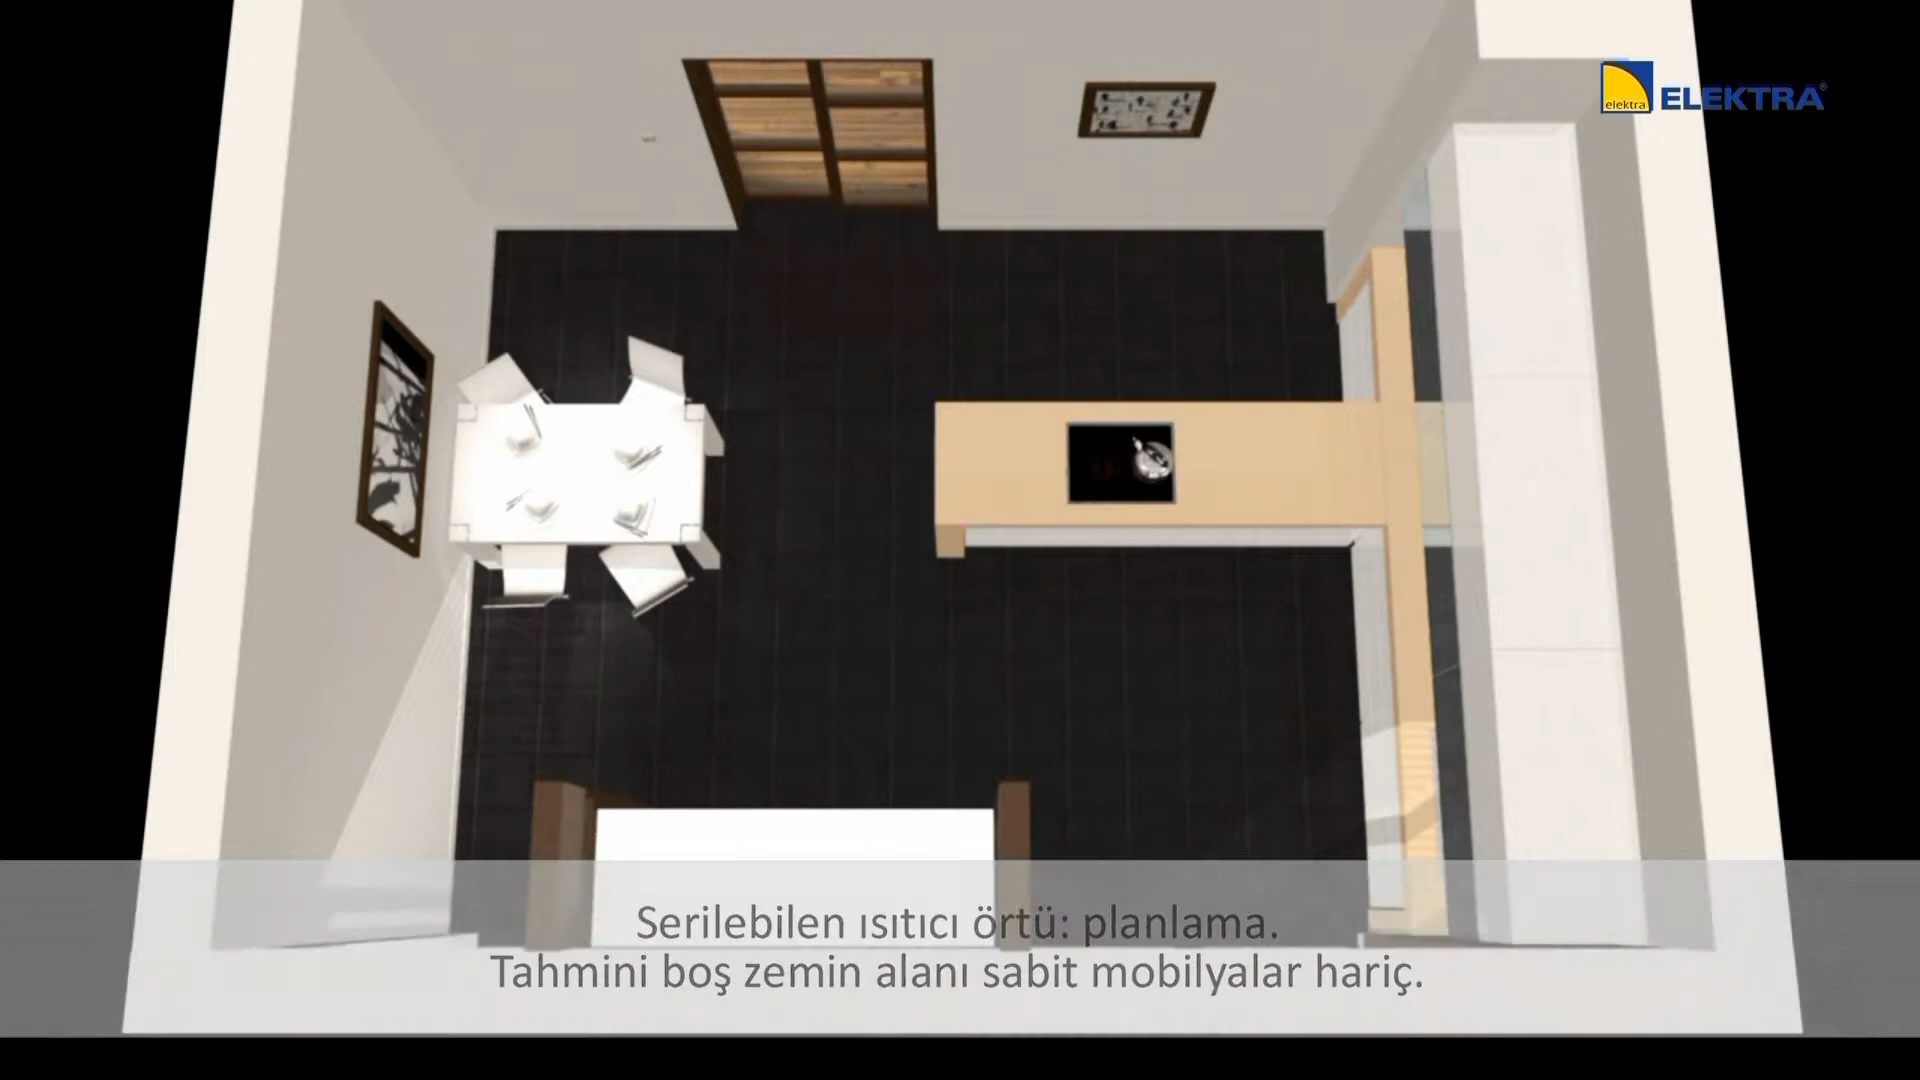 elektra ELEKTRA®
Serilebilen ısıtıcı örtü: planlama.
Tahmini boş zemin alanı sabit mobilyalar hariç.